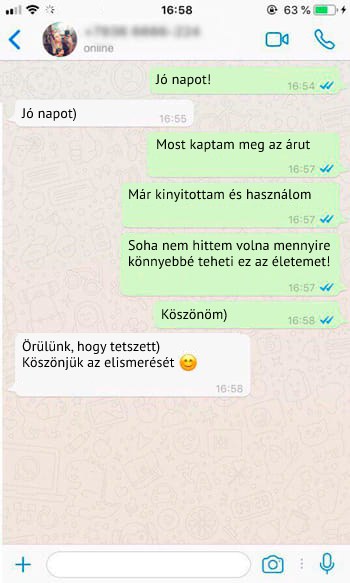 16:58
63 %
online
Jó napot!
16:54
Jó napot)
16:55
Most kaptam meg az árut
16:57
Már kinyitottam és használom
16:57
Soha nem hittem volna mennyire
könnyebbé teheti ez az életemet!
16:57
Köszönöm)
16:58
Örülünk, hogy tetszett)
Köszönjük az elismerését 😊
16:58